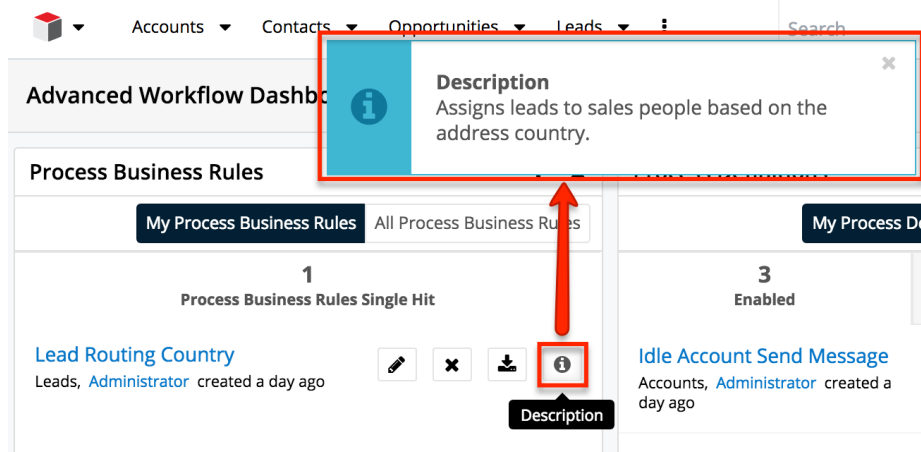 Accounts Contacts Opportunities Leads Search
Description
Assigns leads to sales people based on the
address country.
Advanced Workflow Dashbo
Process Business Rules
My Process Business Rules All Process Business Rules
1
Process Business Rules Single Hit
Lead Routing Country
Leads, Administrator created a day ago
Description
My Process De
3
Enabled
Idle Account Send Message
Accounts, Administrator created a
day ago